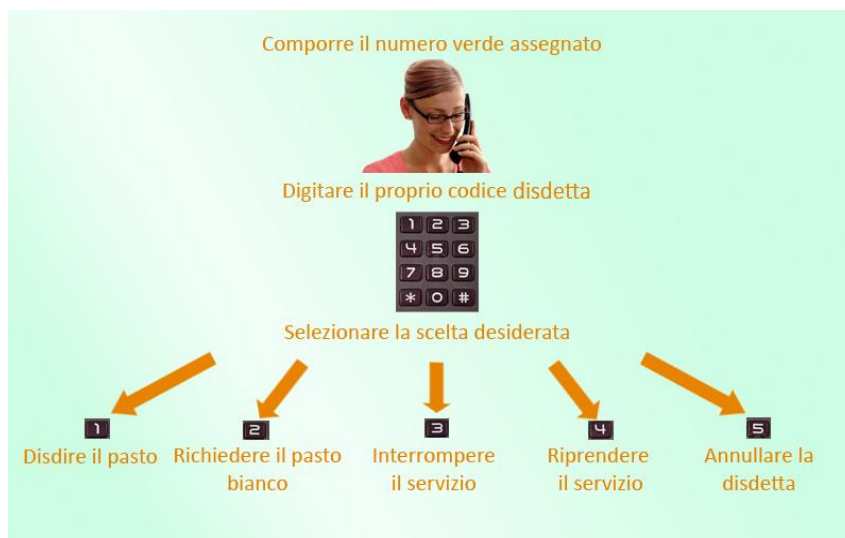 Comporre il numero verde assegnato
Digitare il proprio codice disdetta
1 2 3
4 5 6
7 8 9
* 0 #
Selezionare la scelta desiderata
1 2 3 4 5
Disdire il pasto Richiedere il pasto Interrompere Riprendere Annullare la
bianco il servizio il servizio disdetta